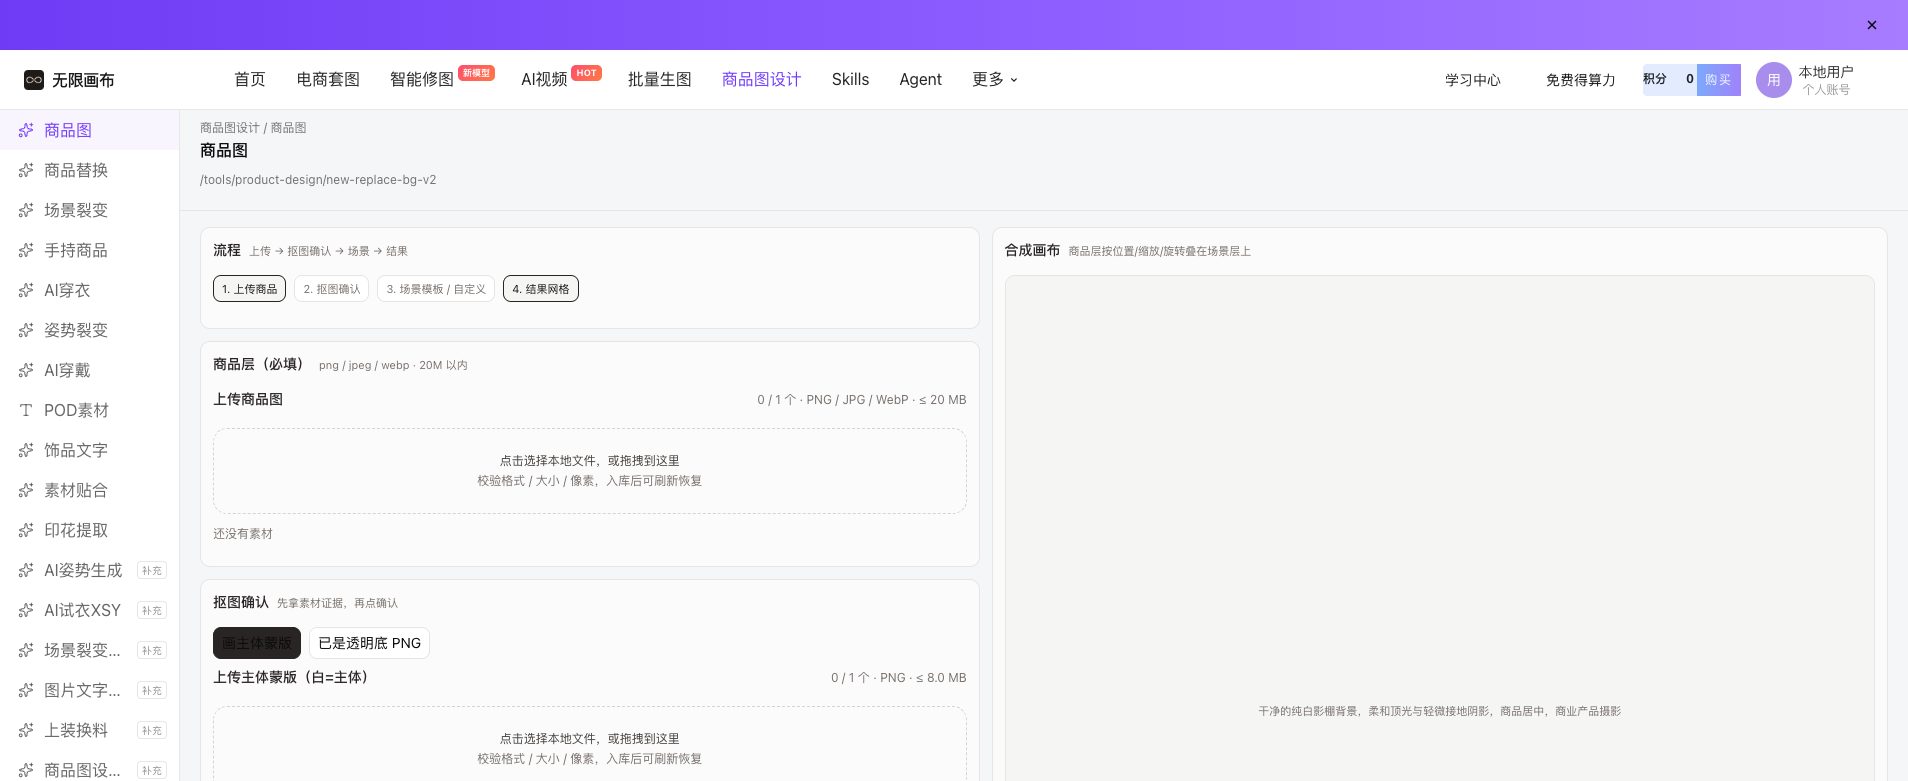 ×
无限画布
首页
电商套图
智能修图 新模型
AI视频 HOT
批量生图
商品图设计
Skills
Agent
更多
学习中心
免费得算力
积分 0 购买
用
本地用户
个人账号
商品图
商品替换
场景裂变
手持商品
AI穿衣
姿势裂变
AI穿戴
POD素材
饰品文字
素材贴合
印花提取
AI姿势生成 补充
AI试衣XSY 补充
场景裂变... 补充
图片文字... 补充
上装换料 补充
商品图设... 补充
商品图设计 / 商品图
商品图
/tools/product-design/new-replace-bg-v2
流程 上传 → 抠图确认 → 场景 → 结果
1. 上传商品
2. 抠图确认
3. 场景模板 / 自定义
4. 结果网格
商品层（必填） png / jpeg / webp · 20M 以内
上传商品图 0 / 1 个 · PNG / JPG / WebP · ≤ 20 MB
点击选择本地文件，或拖拽到这里
校验格式 / 大小 / 像素，入库后可刷新恢复
还没有素材
抠图确认 先拿素材证据，再点确认
画主体蒙版
已是透明底 PNG
上传主体蒙版（白=主体） 0 / 1 个 · PNG · ≤ 8.0 MB
点击选择本地文件，或拖拽到这里
校验格式 / 大小 / 像素，入库后可刷新恢复
合成画布 商品层按位置/缩放/旋转叠在场景层上
干净的纯白影棚背景，柔和顶光与轻微接地阴影，商品居中，商业产品摄影